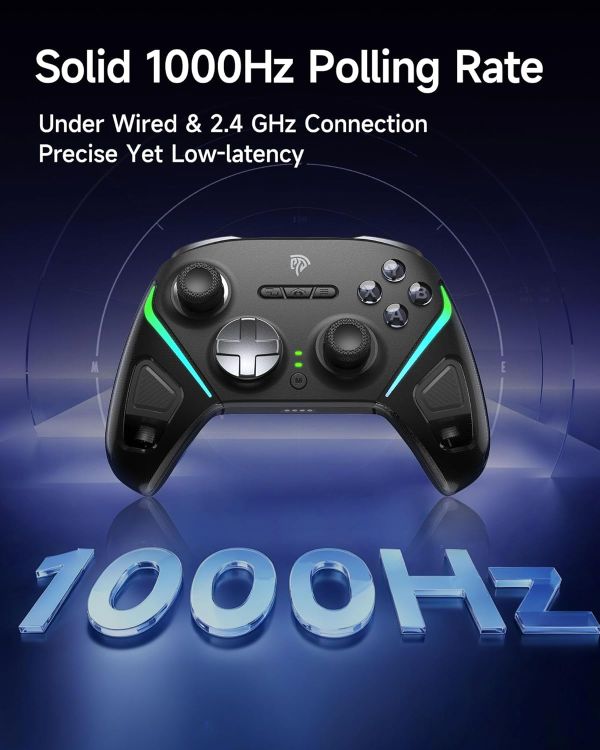 Solid 1000Hz Polling Rate
Under Wired & 2.4 GHz Connection
Precise Yet Low-latency
Y
X B
A
M
M E
1000Hz